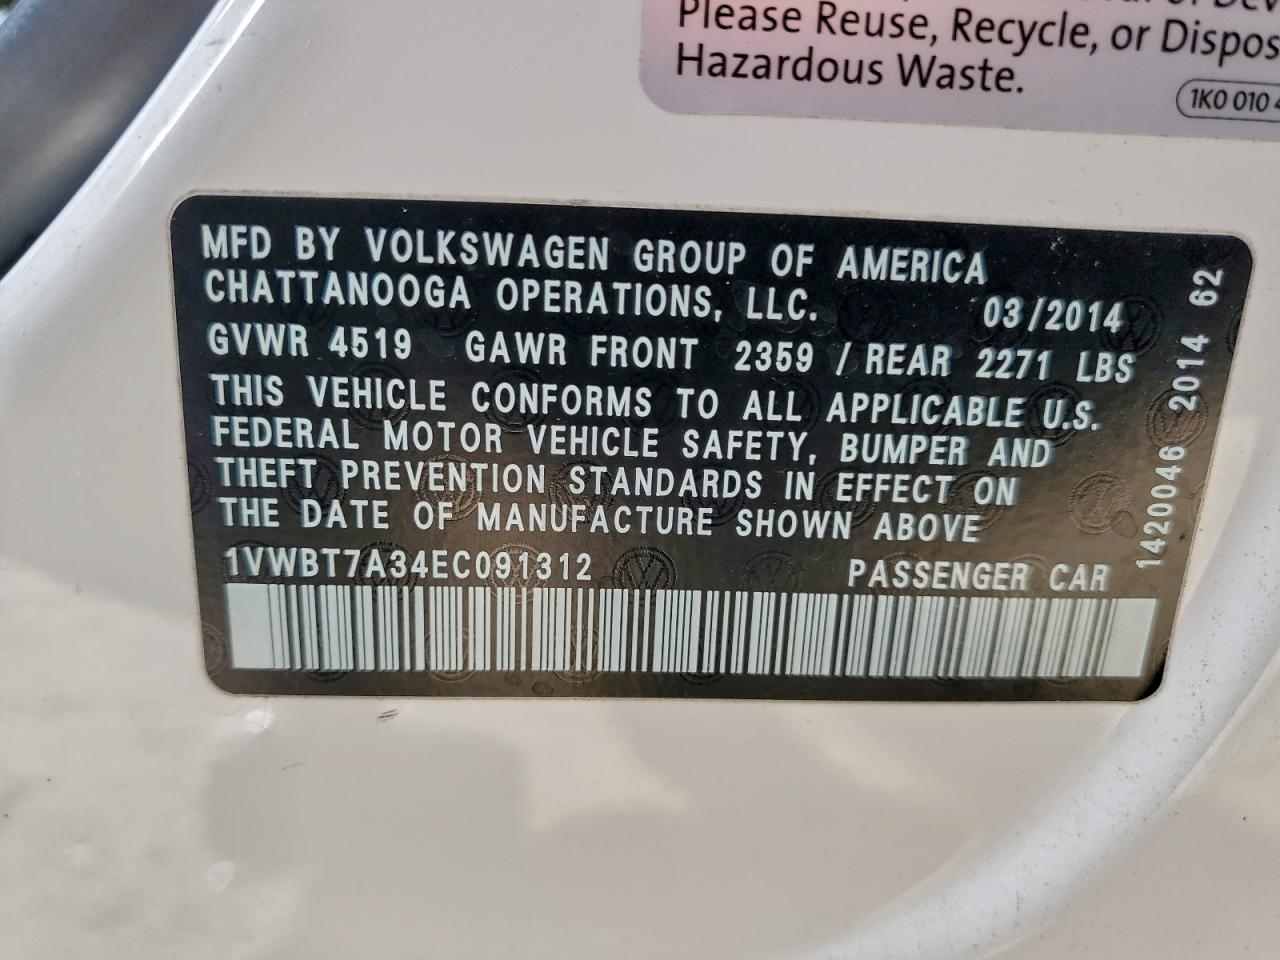 Please Reuse, Recycle, or
Hazardous Waste.
1K0 010
MFD BY VOLKSWAGEN GROUP OF AMERICA
CHATTANOOGA OPERATIONS, LLC. 03/2014
GVWR 4519 GAWR FRONT 2359 / REAR 2271 LBS
THIS VEHICLE CONFORMS TO ALL APPLICABLE U.S.
FEDERAL MOTOR VEHICLE SAFETY, BUMPER AND
THEFT PREVENTION STANDARDS IN EFFECT ON
THE DATE OF MANUFACTURE SHOWN ABOVE
1VWBT7A34EC091312 PASSENGER CAR
1420046 2014 62